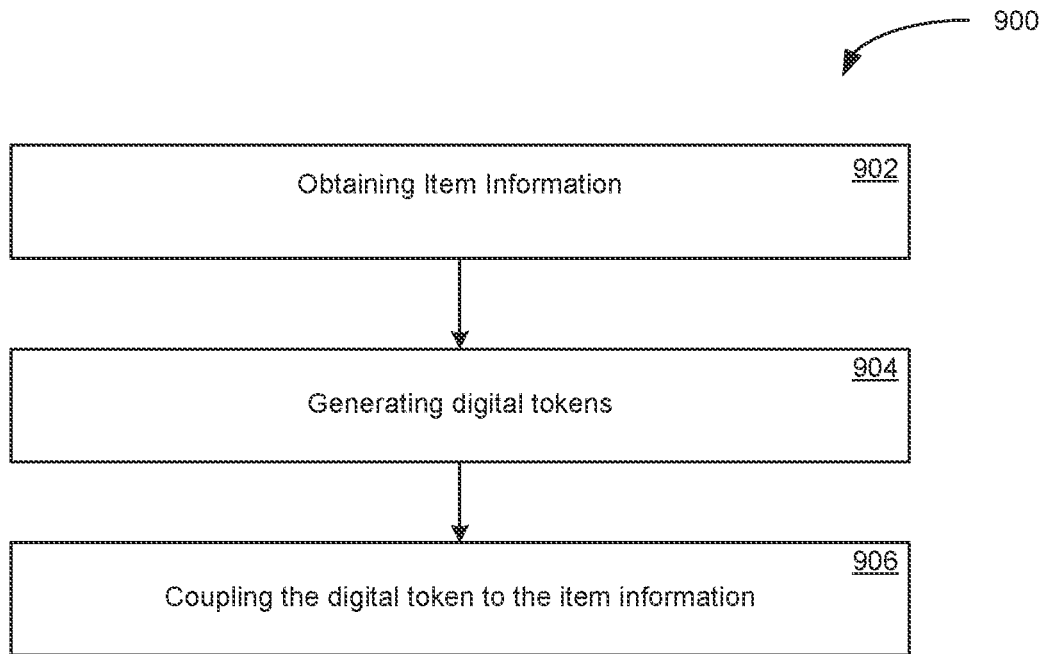 900
902
Obtaining Item Information
904
Generating digital tokens
906
Coupling the digital token to the item information